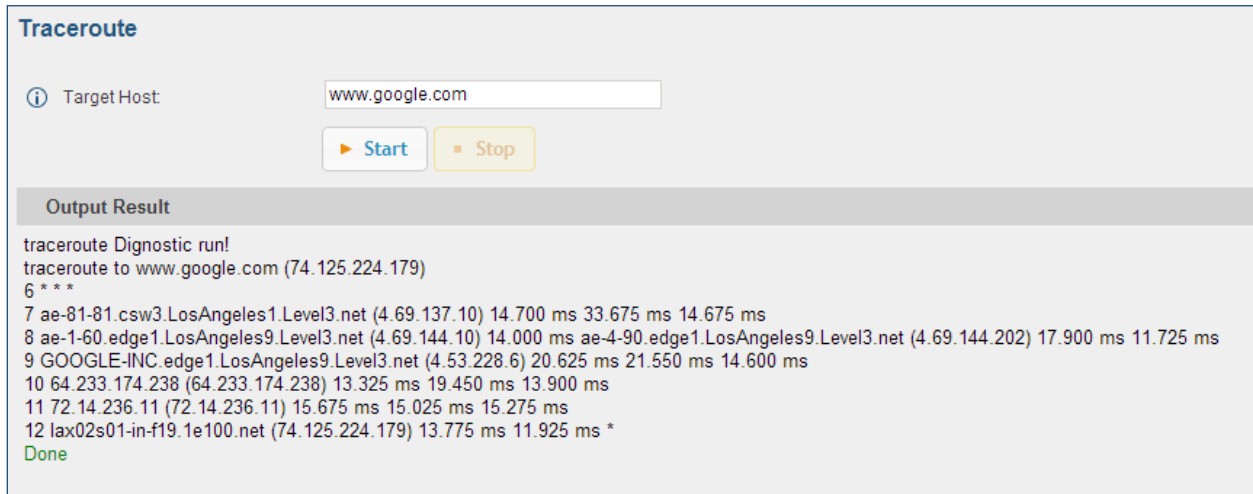 Traceroute
Target Host:
www.google.com
Start
Stop
Output Result
traceroute Dignostic run!
traceroute to www.google.com (74.125.224.179)
6 * * *
7 ae-81-81.csw3.LosAngeles1.Level3.net (4.69.137.10) 14.700 ms 33.675 ms 14.675 ms
8 ae-1-60.edge1.LosAngeles9.Level3.net (4.69.144.10) 14.000 ms ae-4-90.edge1.LosAngeles9.Level3.net (4.69.144.202) 17.900 ms 11.725 ms
9 GOOGLE-INC.edge1.LosAngeles9.Level3.net (4.53.228.6) 20.625 ms 21.550 ms 14.600 ms
10 64.233.174.238 (64.233.174.238) 13.325 ms 19.450 ms 13.900 ms
11 72.14.236.11 (72.14.236.11) 15.675 ms 15.025 ms 15.275 ms
12 lax02s01-in-f19.1e100.net (74.125.224.179) 13.775 ms 11.925 ms *
Done